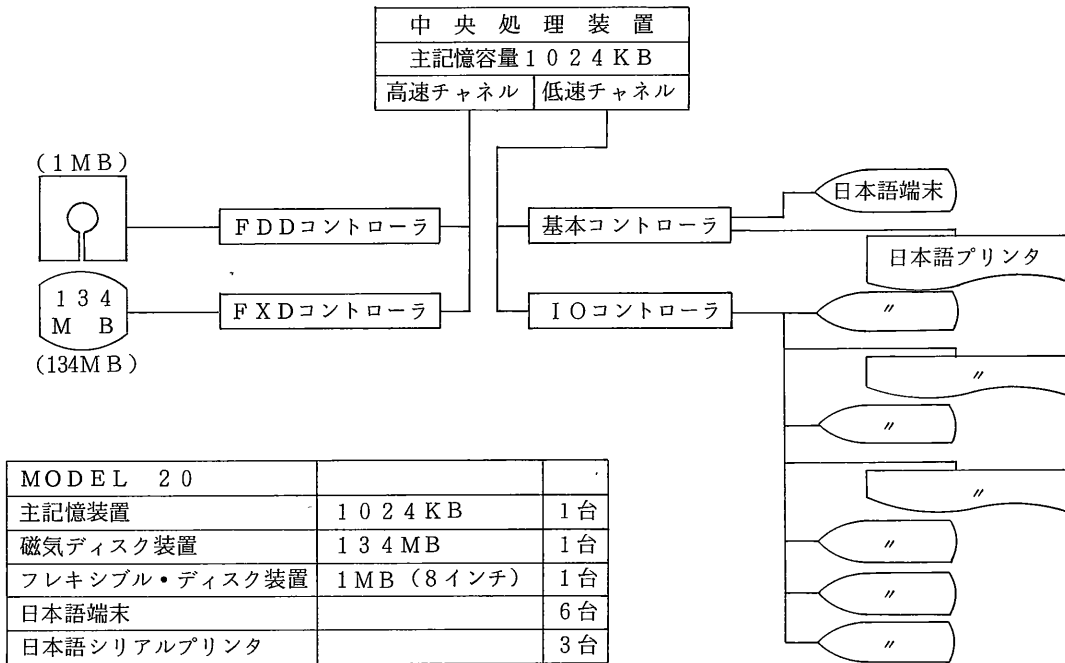 中央処理装置
主記憶容量1024KB
高速チャネル 低速チャネル
(1MB)
FDDコントローラ
基本コントローラ
日本語端末
日本語プリンタ
134
MB
(134MB)
FXDコントローラ
IOコントローラ
〃
〃
〃
〃
〃
〃
〃
MODEL 20
主記憶装置 1024KB 1台
磁気ディスク装置 134MB 1台
フレキシブル・ディスク装置 1MB(8インチ) 1台
日本語端末 6台
日本語シリアルプリンタ 3台